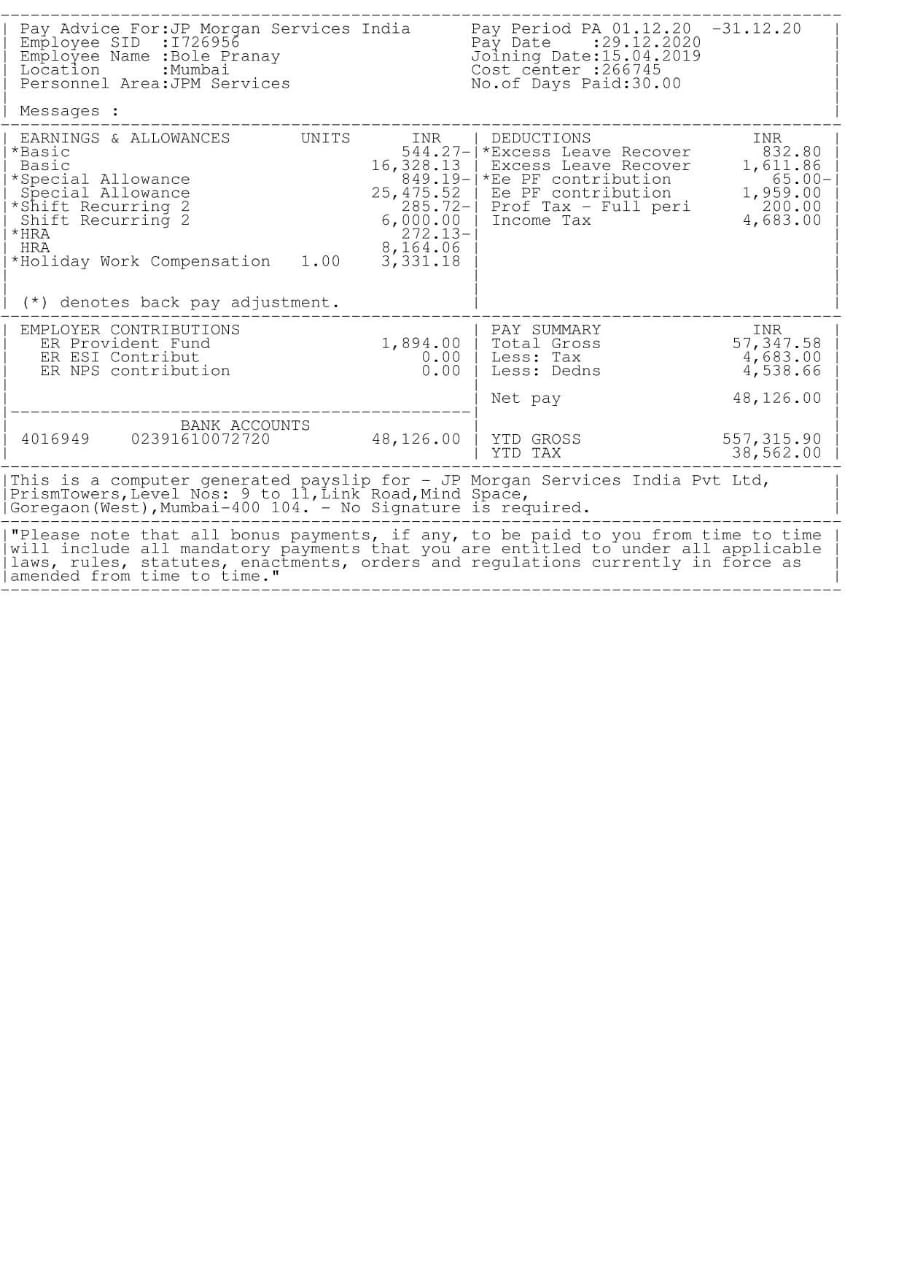 Pay Advice For:JP Morgan Services India Pay Period PA 01.12.20 -31.12.20
Employee SID :I726956 Pay Date :29.12.2020
Employee Name :Bole Pranay Joining Date:15.04.2019
Location :Mumbai Cost center :266745
Personnel Area:JPM Services No.of Days Paid:30.00
Messages :
EARNINGS & ALLOWANCES UNITS INR | DEDUCTIONS INR
*Basic 544.27-|*Excess Leave Recover 832.80
Basic 16,328.13 | Excess Leave Recover 1,611.86
*Special Allowance 849.19-|*Ee PF contribution 65.00-
Special Allowance 25,475.52 | Ee PF contribution 1,959.00
*Shift Recurring 2 285.72-| Prof Tax - Full peri 200.00
Shift Recurring 2 6,000.00 | Income Tax 4,683.00
*HRA 272.13-
HRA 8,164.06
*Holiday Work Compensation 1.00 3,331.18
(*) denotes back pay adjustment.
EMPLOYER CONTRIBUTIONS | PAY SUMMARY INR
ER Provident Fund 1,894.00 | Total Gross 57,347.58
ER ESI Contribut 0.00 | Less: Tax 4,683.00
ER NPS contribution 0.00 | Less: Dedns 4,538.66
Net pay 48,126.00
BANK ACCOUNTS
4016949 02391610072720 48,126.00 | YTD GROSS 557,315.90
YTD TAX 38,562.00
This is a computer generated payslip for - JP Morgan Services India Pvt Ltd,
PrismTowers,Level Nos: 9 to 11,Link Road,Mind Space,
Goregaon(West),Mumbai-400 104. - No Signature is required.
"Please note that all bonus payments, if any, to be paid to you from time to time
will include all mandatory payments that you are entitled to under all applicable
laws, rules, statutes, enactments, orders and regulations currently in force as
amended from time to time."